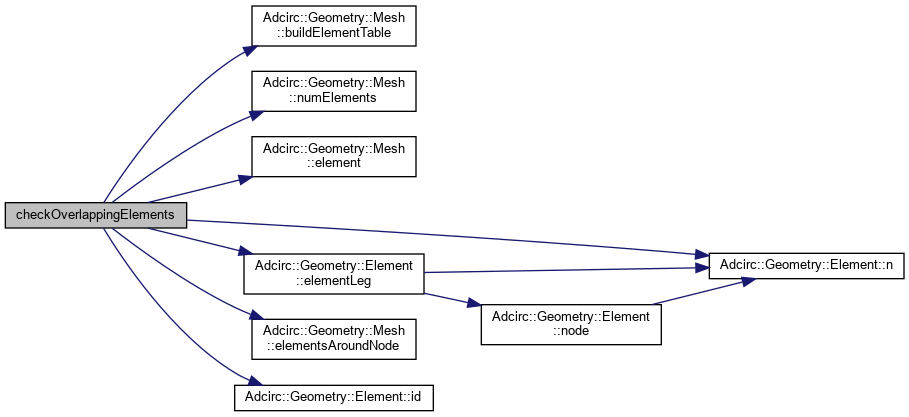 Adcirc::Geometry::Mesh
::buildElementTable
Adcirc::Geometry::Mesh
::numElements
Adcirc::Geometry::Mesh
::element
checkOverlappingElements
Adcirc::Geometry::Element
::elementLeg
Adcirc::Geometry::Element::n
Adcirc::Geometry::Element
::node
Adcirc::Geometry::Mesh
::elementsAroundNode
Adcirc::Geometry::Element::id